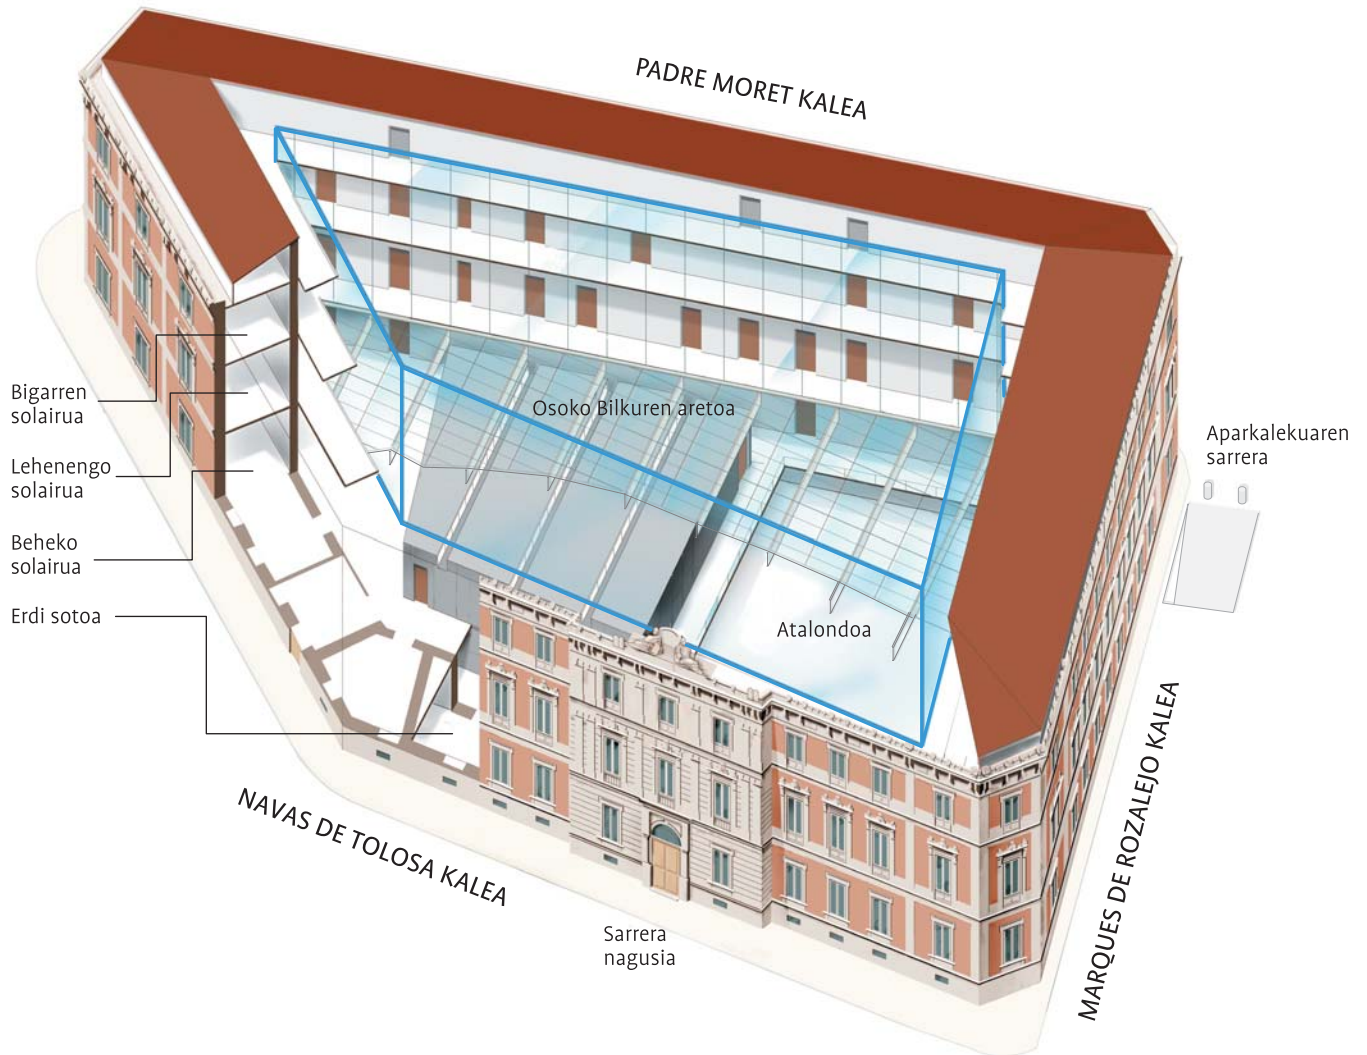 PADRE MORET KALEA
Osoko Bilkuren aretoa
Bigarren
solairua
Lehenengo
solairua
Beheko
solairua
Erdi sotoa
Aparkalekuaren
sarrera
Atalondoa
NAVAS DE TOLOSA KALEA
Sarrera
nagusia
MARQUES DE ROZALEJO KALEA